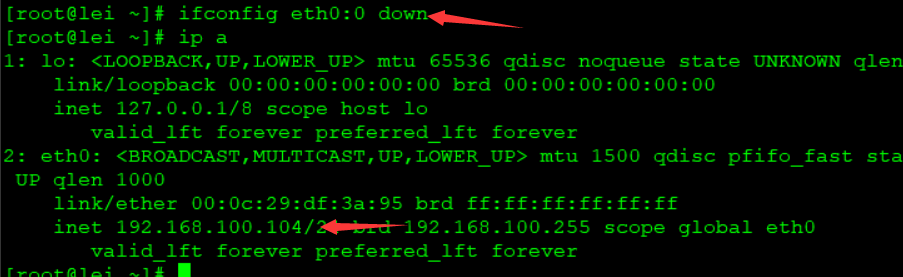 [root@lei ~]# ifconfig eth0:0 down
[root@lei ~]# ip a
1: lo: <LOOPBACK,UP,LOWER_UP> mtu 65536 qdisc noqueue state UNKNOWN qlen
link/loopback 00:00:00:00:00:00 brd 00:00:00:00:00:00
inet 127.0.0.1/8 scope host lo
valid_lft forever preferred_lft forever
2: eth0: <BROADCAST,MULTICAST,UP,LOWER_UP> mtu 1500 qdisc pfifo_fast sta
UP qlen 1000
link/ether 00:0c:29:df:3a:95 brd ff:ff:ff:ff:ff:ff
inet 192.168.100.104/2 brd 192.168.100.255 scope global eth0
valid_lft forever preferred_lft forever
[root@lei ~]#